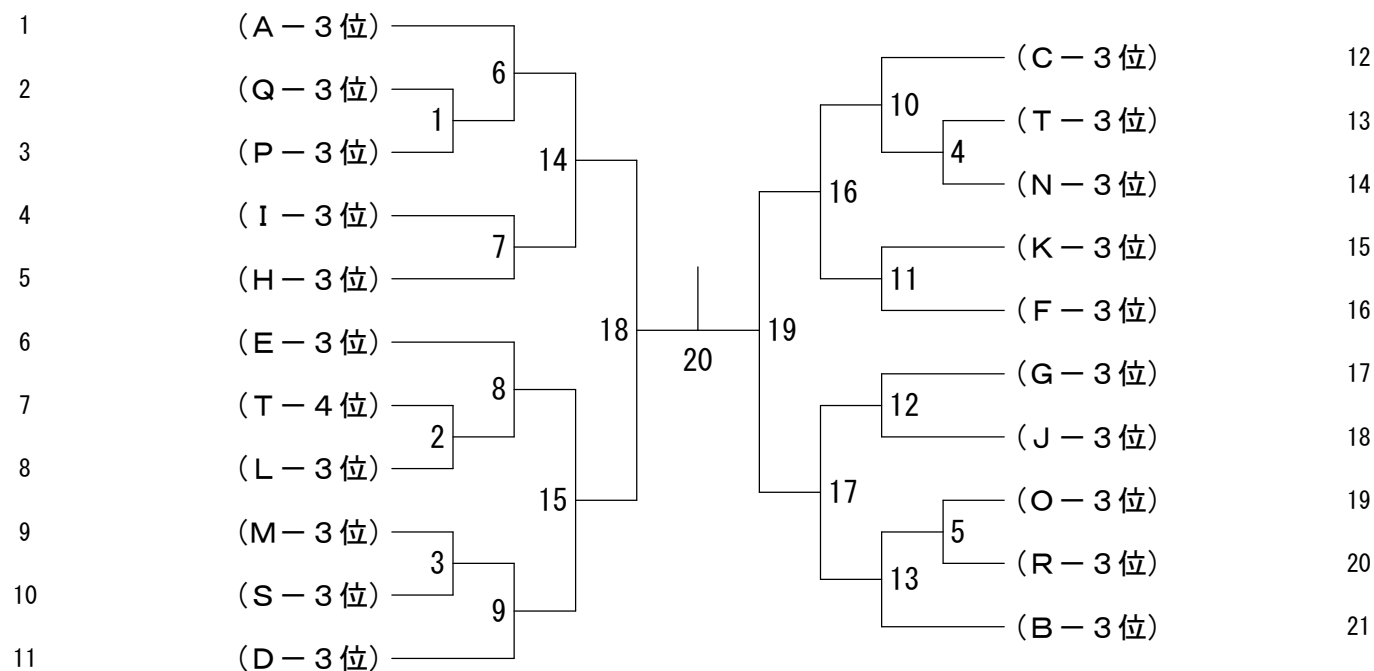 1 (A－3位)
6
2 (Q－3位)
1
3 (P－3位)
14
4 (I－3位)
7
5 (H－3位)
18
6 (E－3位)
8
7 (T－4位)
2
8 (L－3位)
15
9 (M－3位)
3
10 (S－3位)
9
11 (D－3位)
20
(C－3位) 12
10
(T－3位) 13
4
(N－3位) 14
16
(K－3位) 15
11
(F－3位) 16
19
(G－3位) 17
12
(J－3位) 18
17
(O－3位) 19
5
(R－3位) 20
13
(B－3位) 21